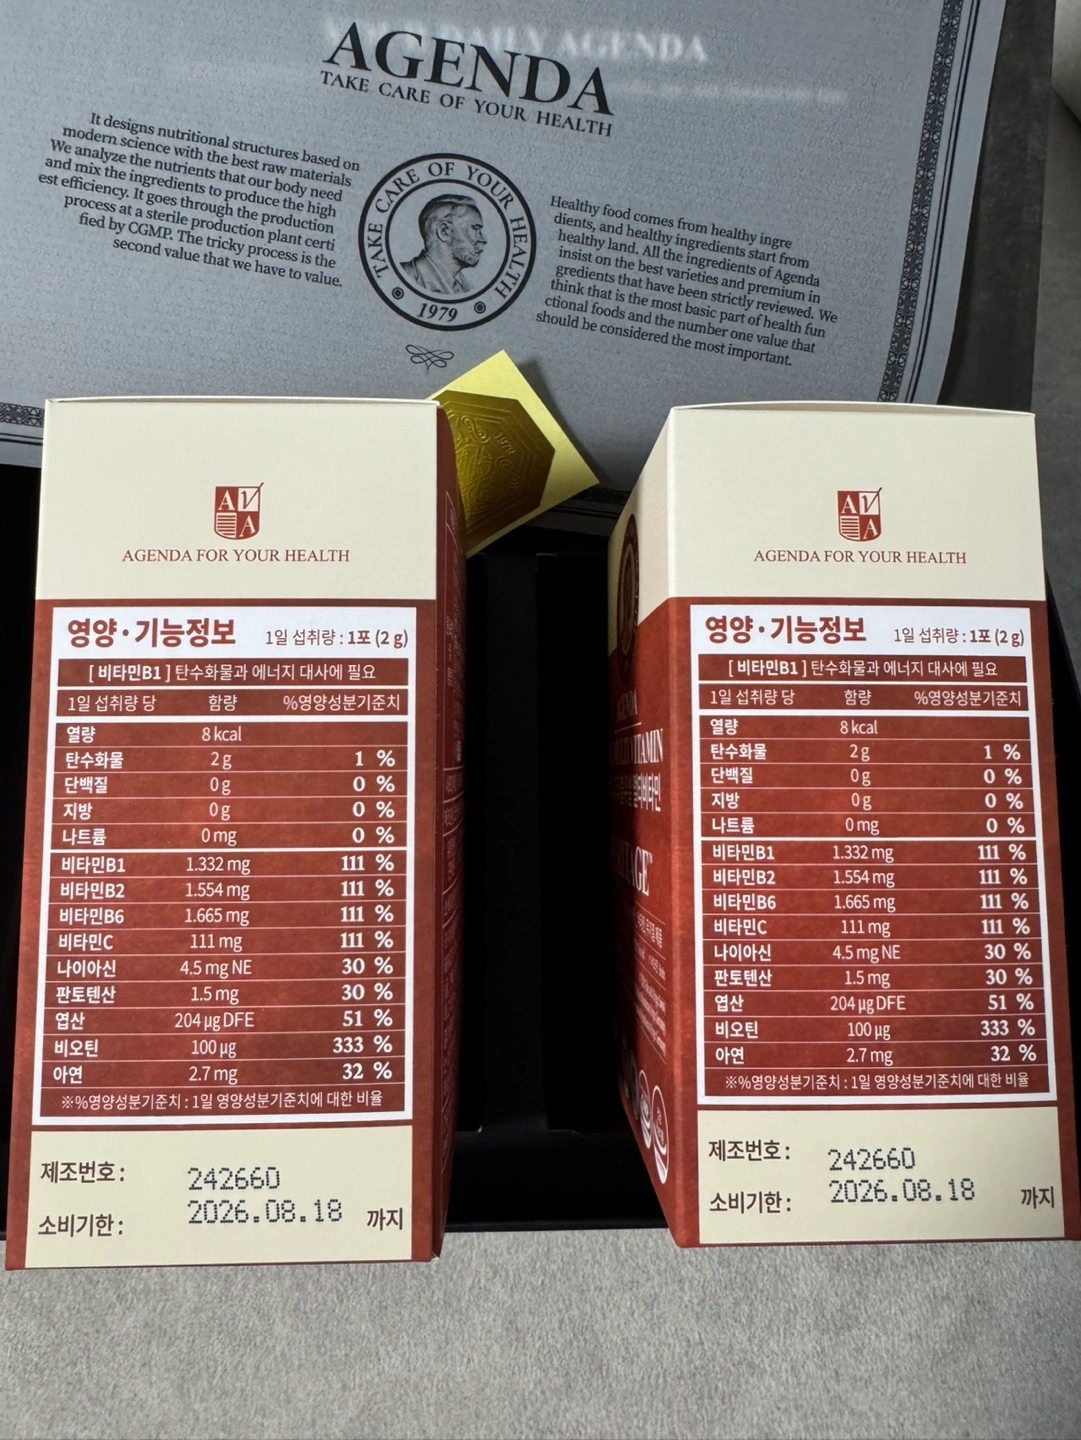 AGENDA
TAKE CARE OF YOUR HEALTH
It designs nutritional structures based on
modern science with the best raw materials
We analyze the nutrients that our body need
and mix the ingredients to produce the high
est efficiency. It goes through the production
process at a sterile production plant certi
fied by CGMP. The tricky process is the
second value that we have to value.
TAKE CARE OF YOUR HEALTH
1979
Healthy food comes from healthy ingre
dients, and healthy ingredients start from
healthy land. All the ingredients of Agenda
insist on the best varieties and premium in
gredients that have been strictly reviewed. We
think that is the most basic part of health fun
ctional foods and the number one value that
should be considered the most important.
AVA
AGENDA FOR YOUR HEALTH
영양·기능정보 1일 섭취량 : 1포 (2 g)
[ 비타민B1 ] 탄수화물과 에너지 대사에 필요
1일 섭취량 당 함량 %영양성분기준치
열량 8 kcal
탄수화물 2 g 1 %
단백질 0 g 0 %
지방 0 g 0 %
나트륨 0 mg 0 %
비타민B1 1.332 mg 111 %
비타민B2 1.554 mg 111 %
비타민B6 1.665 mg 111 %
비타민C 111 mg 111 %
나이아신 4.5 mg NE 30 %
판토텐산 1.5 mg 30 %
엽산 204 µg DFE 51 %
비오틴 100 µg 333 %
아연 2.7 mg 32 %
※%영양성분기준치 : 1일 영양성분기준치에 대한 비율
제조번호 : 242660
소비기한 : 2026.08.18 까지
AVA
AGENDA FOR YOUR HEALTH
영양·기능정보 1일 섭취량 : 1포 (2 g)
[ 비타민B1 ] 탄수화물과 에너지 대사에 필요
1일 섭취량 당 함량 %영양성분기준치
열량 8 kcal
탄수화물 2 g 1 %
단백질 0 g 0 %
지방 0 g 0 %
나트륨 0 mg 0 %
비타민B1 1.332 mg 111 %
비타민B2 1.554 mg 111 %
비타민B6 1.665 mg 111 %
비타민C 111 mg 111 %
나이아신 4.5 mg NE 30 %
판토텐산 1.5 mg 30 %
엽산 204 µg DFE 51 %
비오틴 100 µg 333 %
아연 2.7 mg 32 %
※%영양성분기준치 : 1일 영양성분기준치에 대한 비율
제조번호 : 242660
소비기한 : 2026.08.18 까지